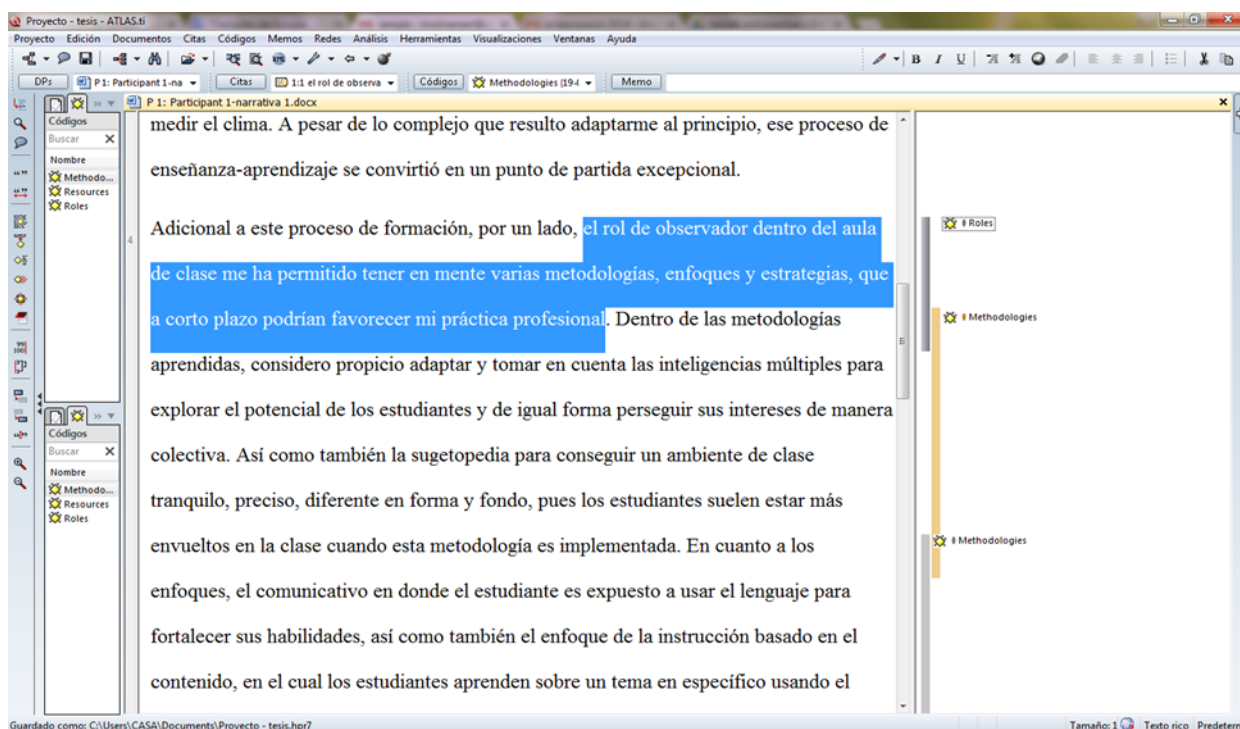 Proyecto - tesis - ATLAS.ti
Proyecto Edición Documentos Citas Códigos Memos Redes Análisis Herramientas Visualizaciones Ventanas Ayuda
B I U
DPs P 1: Participant 1-na Citas 1:1 el rol de observa Códigos Methodologies {19-( Memo
P 1: Participant 1-narrativa 1.docx
Códigos
Buscar
Nombre
Methodo...
Resources
Roles
Códigos
Buscar
Nombre
Methodo...
Resources
Roles
4
medir el clima. A pesar de lo complejo que resulto adaptarme al principio, ese proceso de
enseñanza-aprendizaje se convirtió en un punto de partida excepcional.
Adicional a este proceso de formación, por un lado, el rol de observador dentro del aula
de clase me ha permitido tener en mente varias metodologías, enfoques y estrategias, que
a corto plazo podrían favorecer mi práctica profesional. Dentro de las metodologías
aprendidas, considero propicio adaptar y tomar en cuenta las inteligencias múltiples para
explorar el potencial de los estudiantes y de igual forma perseguir sus intereses de manera
colectiva. Así como también la sugetopedia para conseguir un ambiente de clase
tranquilo, preciso, diferente en forma y fondo, pues los estudiantes suelen estar más
envueltos en la clase cuando esta metodología es implementada. En cuanto a los
enfoques, el comunicativo en donde el estudiante es expuesto a usar el lenguaje para
fortalecer sus habilidades, así como también el enfoque de la instrucción basado en el
contenido, en el cual los estudiantes aprenden sobre un tema en específico usando el
Roles
Methodologies
Methodologies
Guardado como: C:\Users\CASA\Documents\Proyecto - tesis.hpr7
Tamaño: 1 Texto rico Predetern